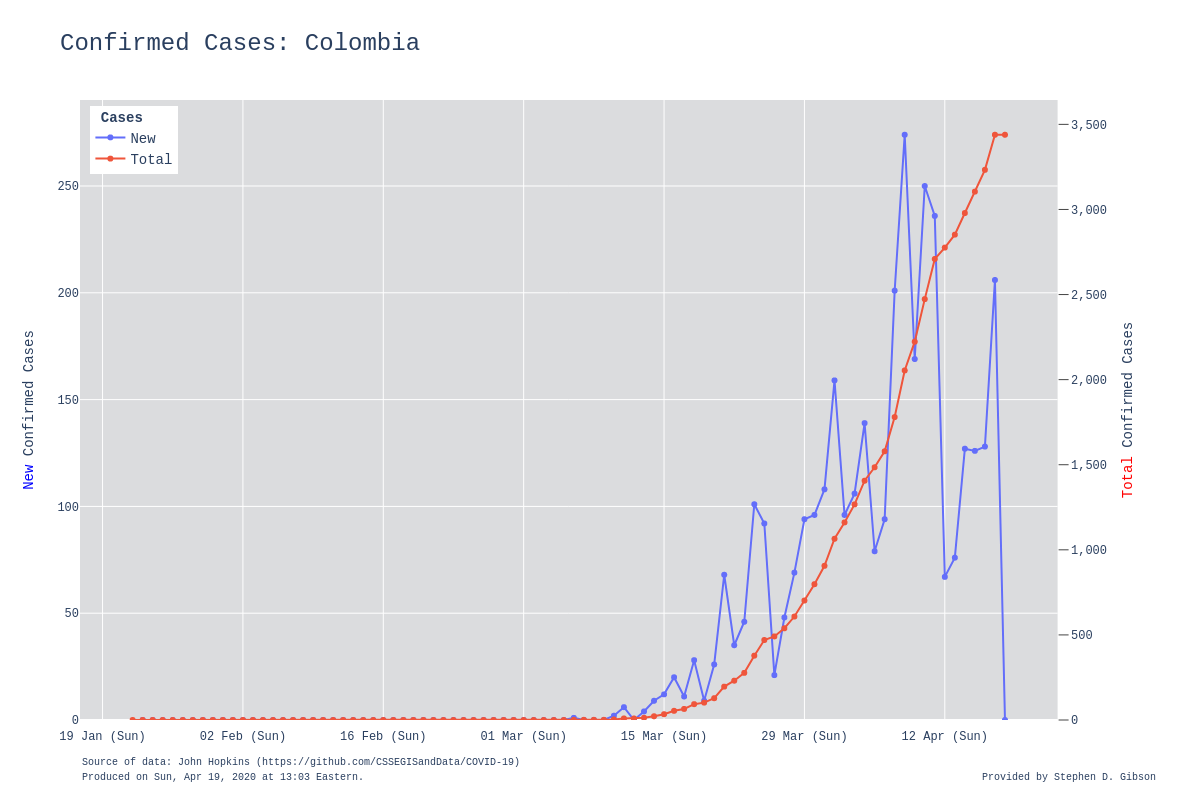 Confirmed Cases: Colombia
Cases
New
Total
250
200
150
100
50
0
3,500
3,000
2,500
2,000
1,500
1,000
500
0
New Confirmed Cases
Total Confirmed Cases
19 Jan (Sun) 02 Feb (Sun) 16 Feb (Sun) 01 Mar (Sun) 15 Mar (Sun) 29 Mar (Sun) 12 Apr (Sun)
Source of data: John Hopkins (https://github.com/CSSEGISandData/COVID-19)
Produced on Sun, Apr 19, 2020 at 13:03 Eastern.
Provided by Stephen D. Gibson